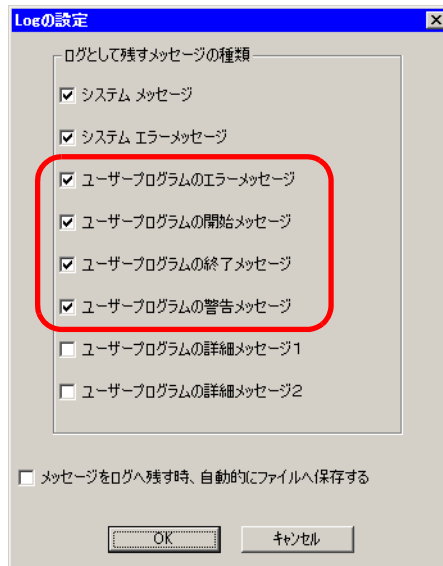 Logの設定
ログとして残すメッセージの種類
システム メッセージ
システム エラーメッセージ
ユーザープログラムのエラーメッセージ
ユーザープログラムの開始メッセージ
ユーザープログラムの終了メッセージ
ユーザープログラムの警告メッセージ
ユーザープログラムの詳細メッセージ1
ユーザープログラムの詳細メッセージ2
メッセージをログへ残す時、自動的にファイルへ保存する
OK キャンセル